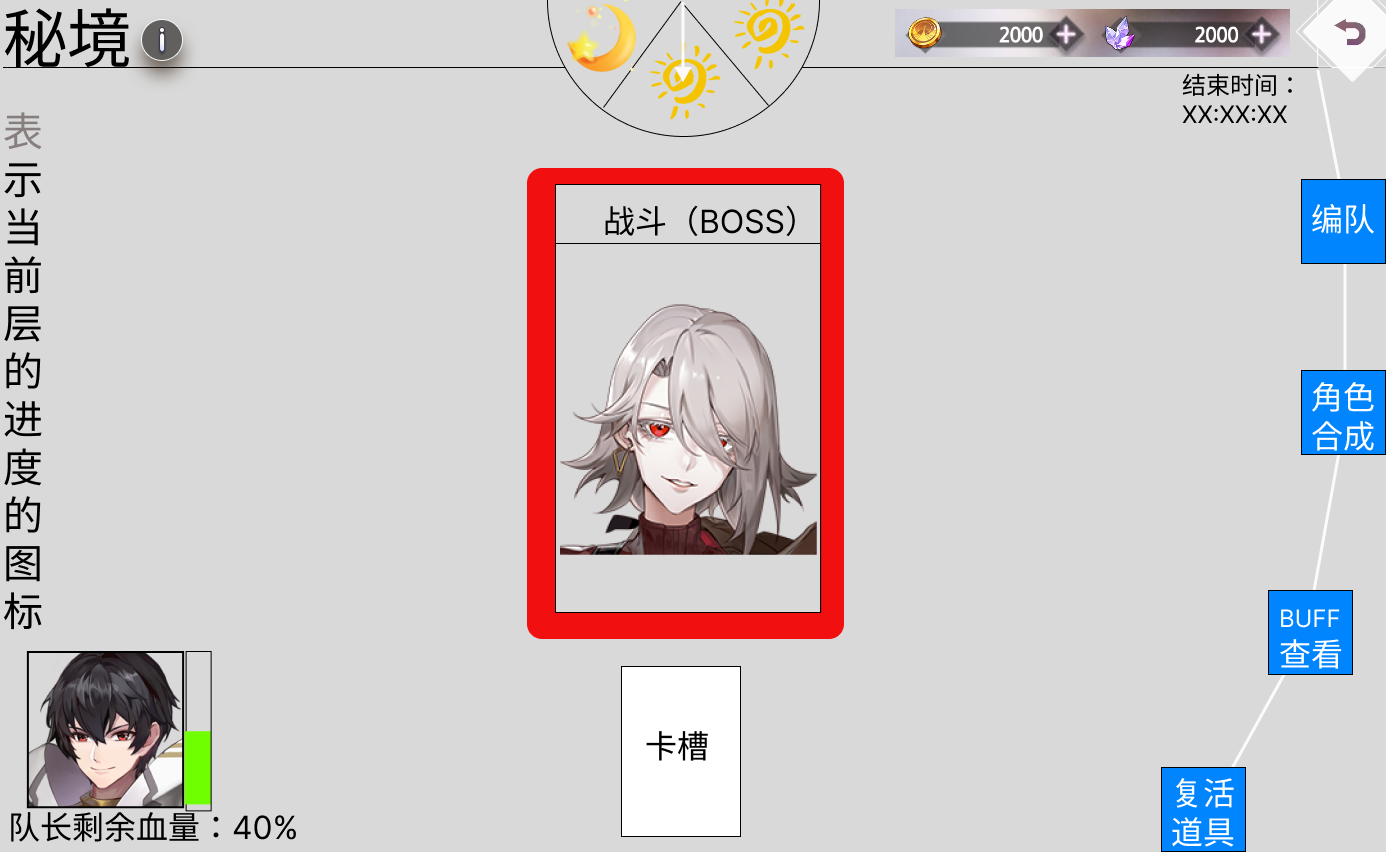 秘境
i
2000
2000
结束时间：
XX:XX:XX
表示当前层的进度的图标
战斗（BOSS）
编队
角色
合成
BUFF
查看
复活
道具
卡槽
队长剩余血量：40%